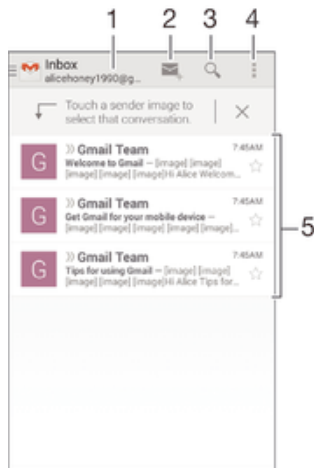 1 2 3 4
Inbox
alicehoney1990@g...
Touch a sender image to
select that conversation.
5
G
Gmail Team 7:45AM
Welcome to Gmail – [image] [image]
[image] [image] [image]Hi Alice Welcom...
G
Gmail Team 7:45AM
Get Gmail for your mobile device –
[image] [image] [image] [image] [image]...
G
Gmail Team 7:45AM
Tips for using Gmail – [image] [image]
[image] [image] [image]Hi Alice Tips for...